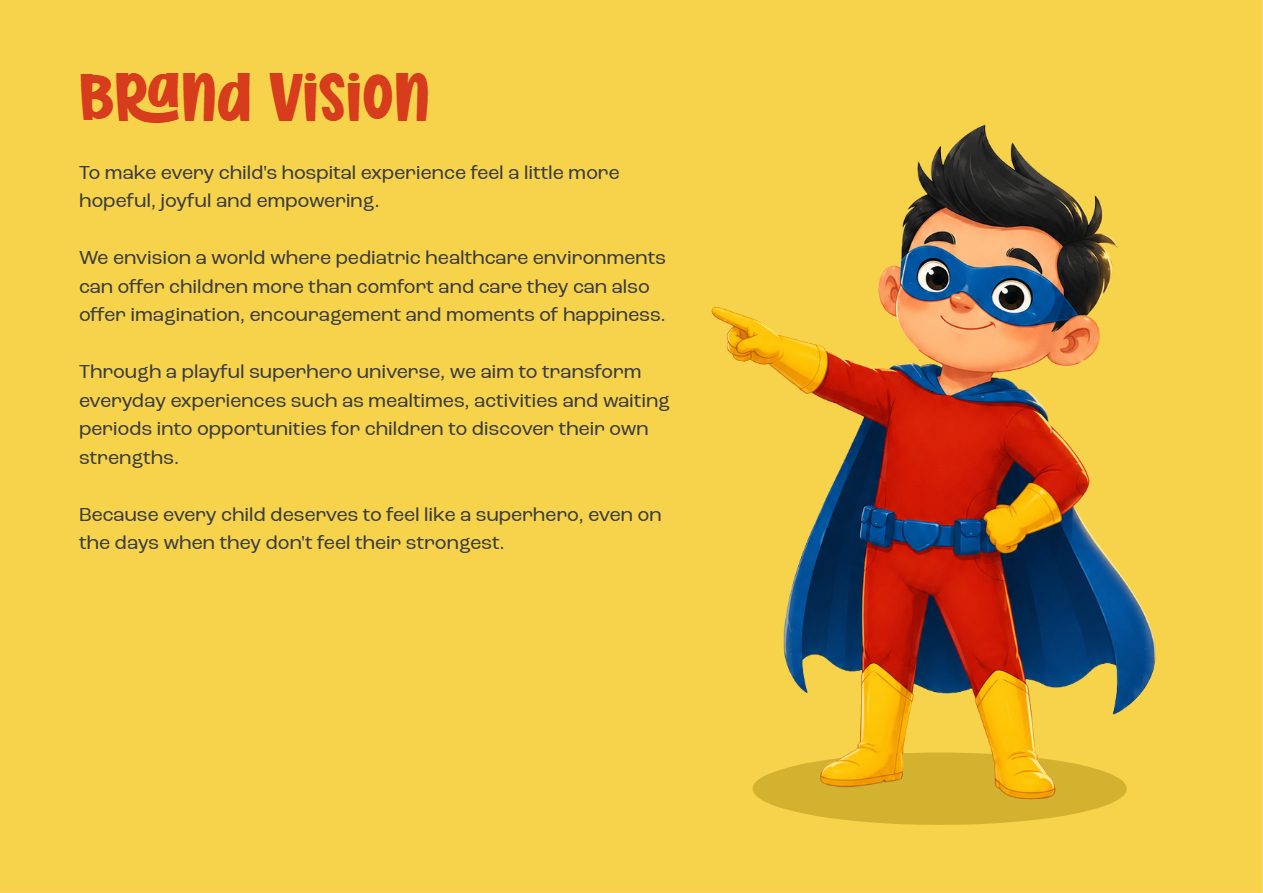 Brand Vision
To make every child's hospital experience feel a little more
hopeful, joyful and empowering.
We envision a world where pediatric healthcare environments
can offer children more than comfort and care they can also
offer imagination, encouragement and moments of happiness.
Through a playful superhero universe, we aim to transform
everyday experiences such as mealtimes, activities and waiting
periods into opportunities for children to discover their own
strengths.
Because every child deserves to feel like a superhero, even on
the days when they don't feel their strongest.